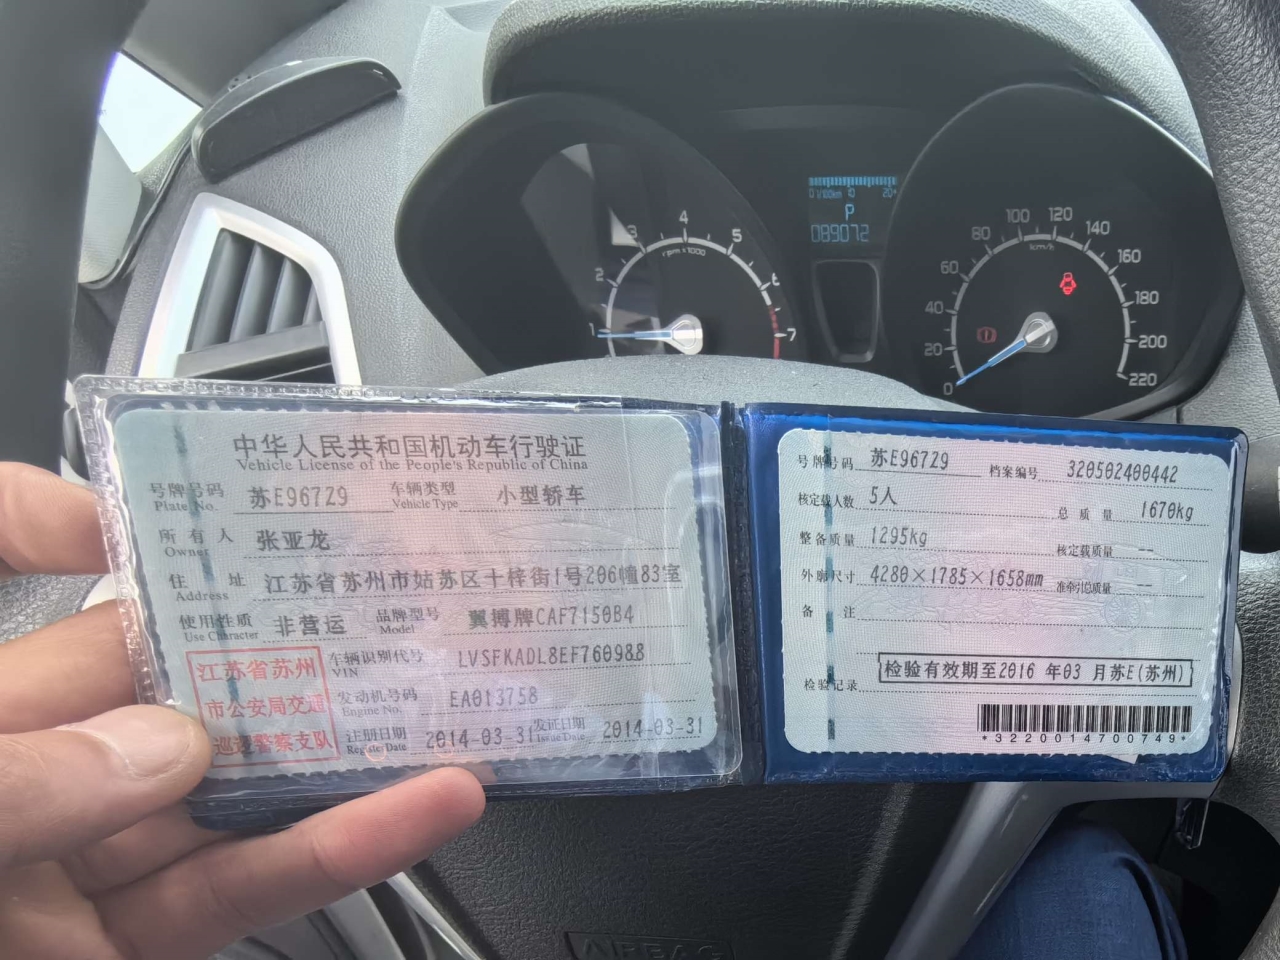 4
3
5
2
6
1
7
rpm x1000
0 l/100km 10 20+
P
089072
100
120
80
140
60
km/h
160
40
180
20
200
0
220
中华人民共和国机动车行驶证
Vehicle License of the People's Republic of China
号牌号码 苏E967Z9 车辆类型 小型轿车
Plate No. Vehicle Type
所有人 张亚龙
Owner
住址 江苏省苏州市姑苏区十梓街1号206幢83室
Address
使用性质 非营运 品牌型号 翼搏牌CAF7150B4
Use Character Model
江苏省苏州
市公安局交通
巡逻警察支队
车辆识别代号 LVSFKADL8EF760988
VIN
发动机号码 EA013758
Engine No.
注册日期 2014-03-31 发证日期 2014-03-31
Register Date Issue Date
号牌号码 苏E967Z9 档案编号 320502400442
核定载人数 5人 总质量 1670kg
整备质量 1295kg 核定载质量 —
外廓尺寸 4280×1785×1658mm 准牵引总质量 —
备注
检验记录 检验有效期至2016 年03 月苏E(苏州)
*3220014700749*
AIRBAG